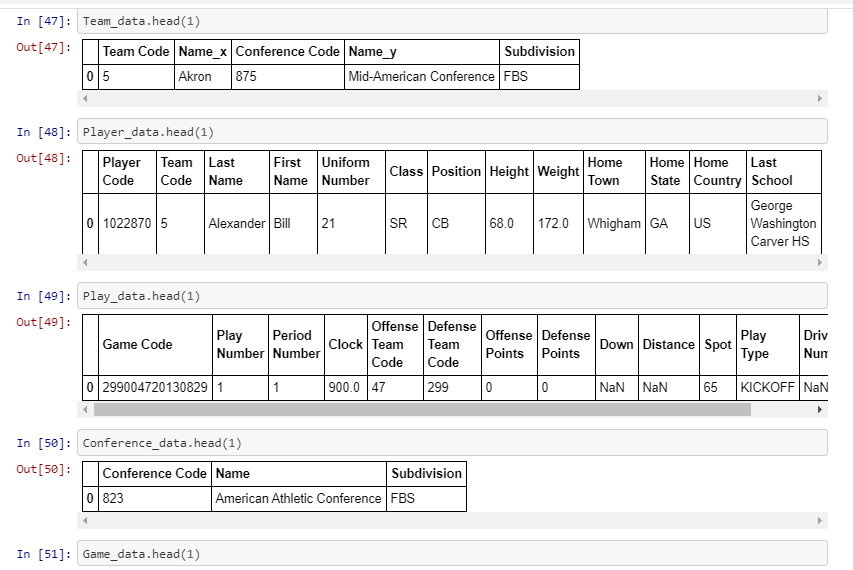 In [47]: Team_data.head(1)
Out[47]:
Team Code Name_x Conference Code Name_y Subdivision
0 5 Akron 875 Mid-American Conference FBS
In [48]: Player_data.head(1)
Out[48]:
Player Code Team Code Last Name First Name Uniform Number Class Position Height Weight Home Town Home State Home Country Last School
0 1022870 5 Alexander Bill 21 SR CB 68.0 172.0 Whigham GA US George Washington Carver HS
In [49]: Play_data.head(1)
Out[49]:
Game Code Play Number Period Number Clock Offense Team Code Defense Team Code Offense Points Defense Points Down Distance Spot Play Type Driv Num
0 299004720130829 1 1 900.0 47 299 0 0 NaN NaN 65 KICKOFF NaN
In [50]: Conference_data.head(1)
Out[50]:
Conference Code Name Subdivision
0 823 American Athletic Conference FBS
In [51]: Game_data.head(1)